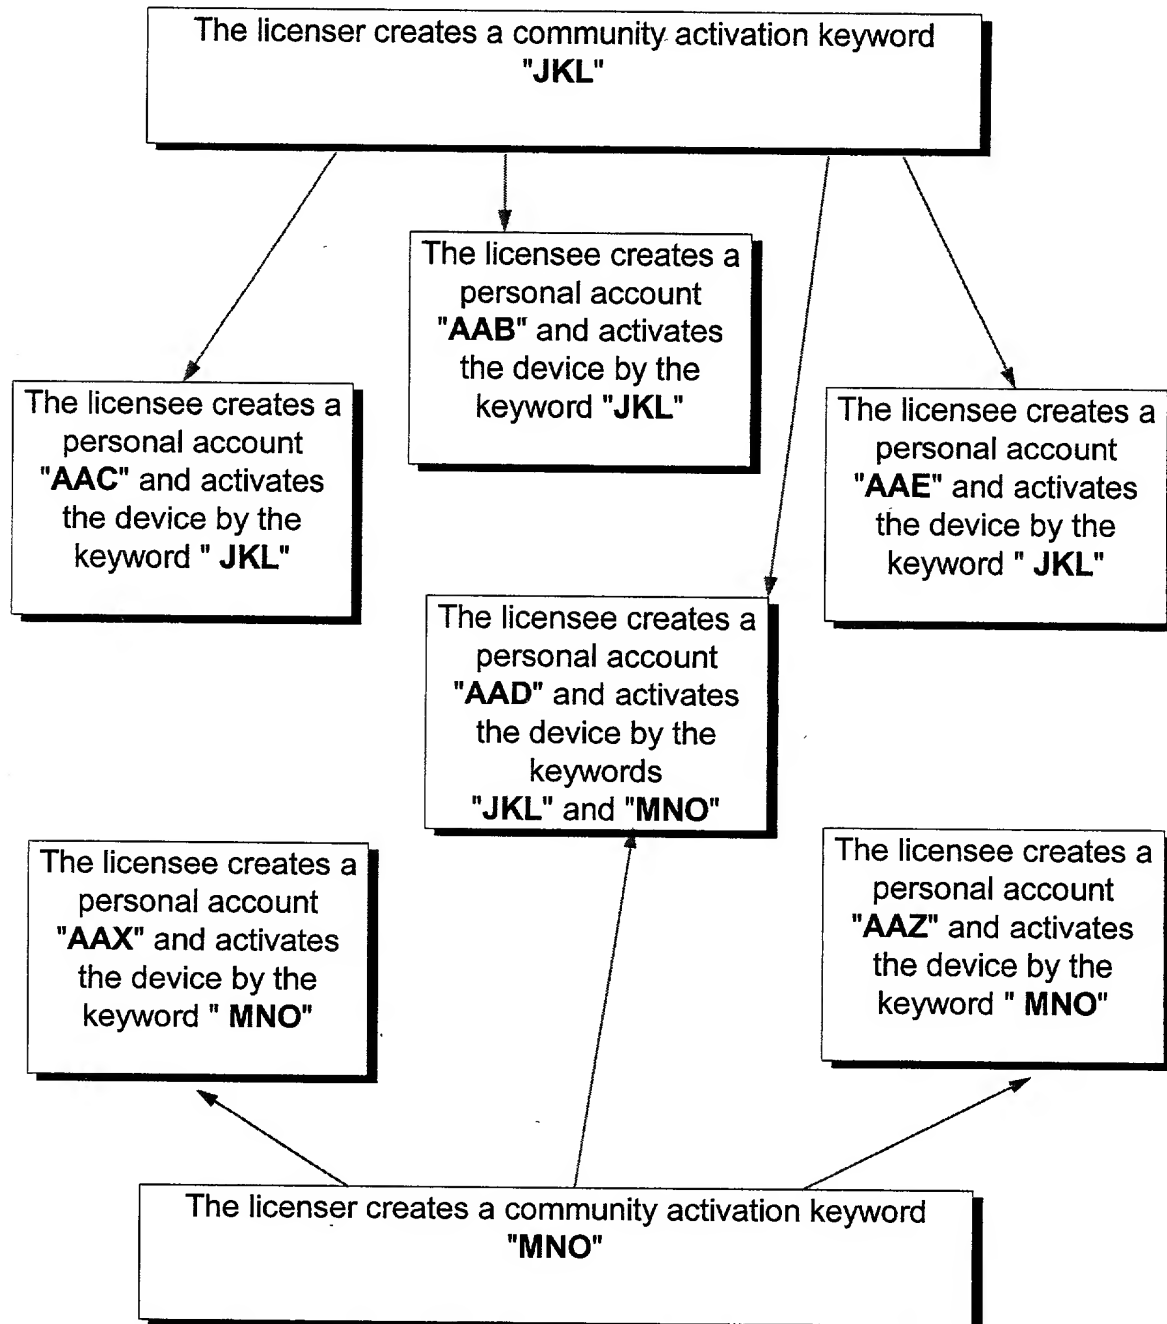 The licenser creates a community activation keyword
"JKL"
The licensee creates a
personal account
"AAB" and activates
the device by the
keyword "JKL"
The licensee creates a
personal account
"AAC" and activates
the device by the
keyword " JKL"
The licensee creates a
personal account
"AAE" and activates
the device by the
keyword " JKL"
The licensee creates a
personal account
"AAD" and activates
the device by the
keywords
"JKL" and "MNO"
The licensee creates a
personal account
"AAX" and activates
the device by the
keyword " MNO"
The licensee creates a
personal account
"AAZ" and activates
the device by the
keyword " MNO"
The licenser creates a community activation keyword
"MNO"